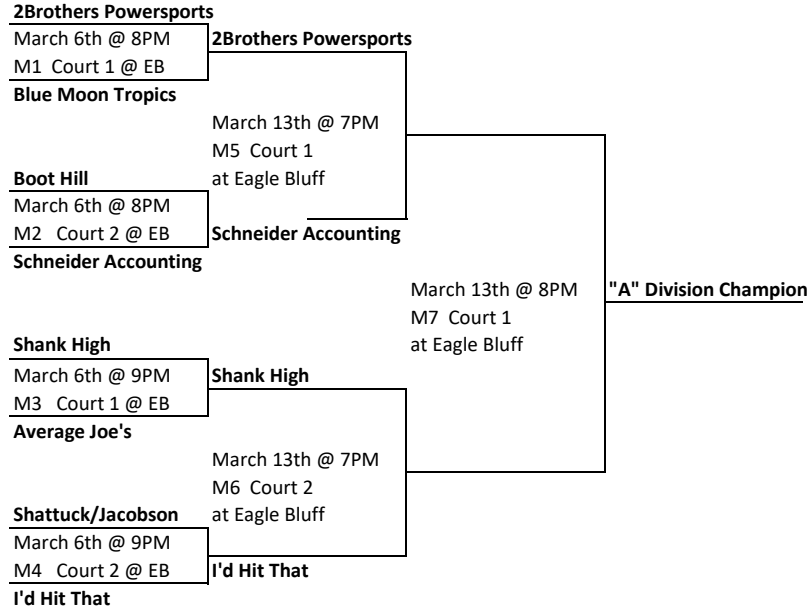 2Brothers Powersports
March 6th @ 8PM
2Brothers Powersports
M1 Court 1 @ EB
Blue Moon Tropics
March 13th @ 7PM
M5 Court 1
Boot Hill
at Eagle Bluff
March 6th @ 8PM
M2 Court 2 @ EB
Schneider Accounting
Schneider Accounting
March 13th @ 8PM
"A" Division Champion
M7 Court 1
Shank High
at Eagle Bluff
March 6th @ 9PM
Shank High
M3 Court 1 @ EB
Average Joe's
March 13th @ 7PM
M6 Court 2
Shattuck/Jacobson
at Eagle Bluff
March 6th @ 9PM
M4 Court 2 @ EB
I'd Hit That
I'd Hit That